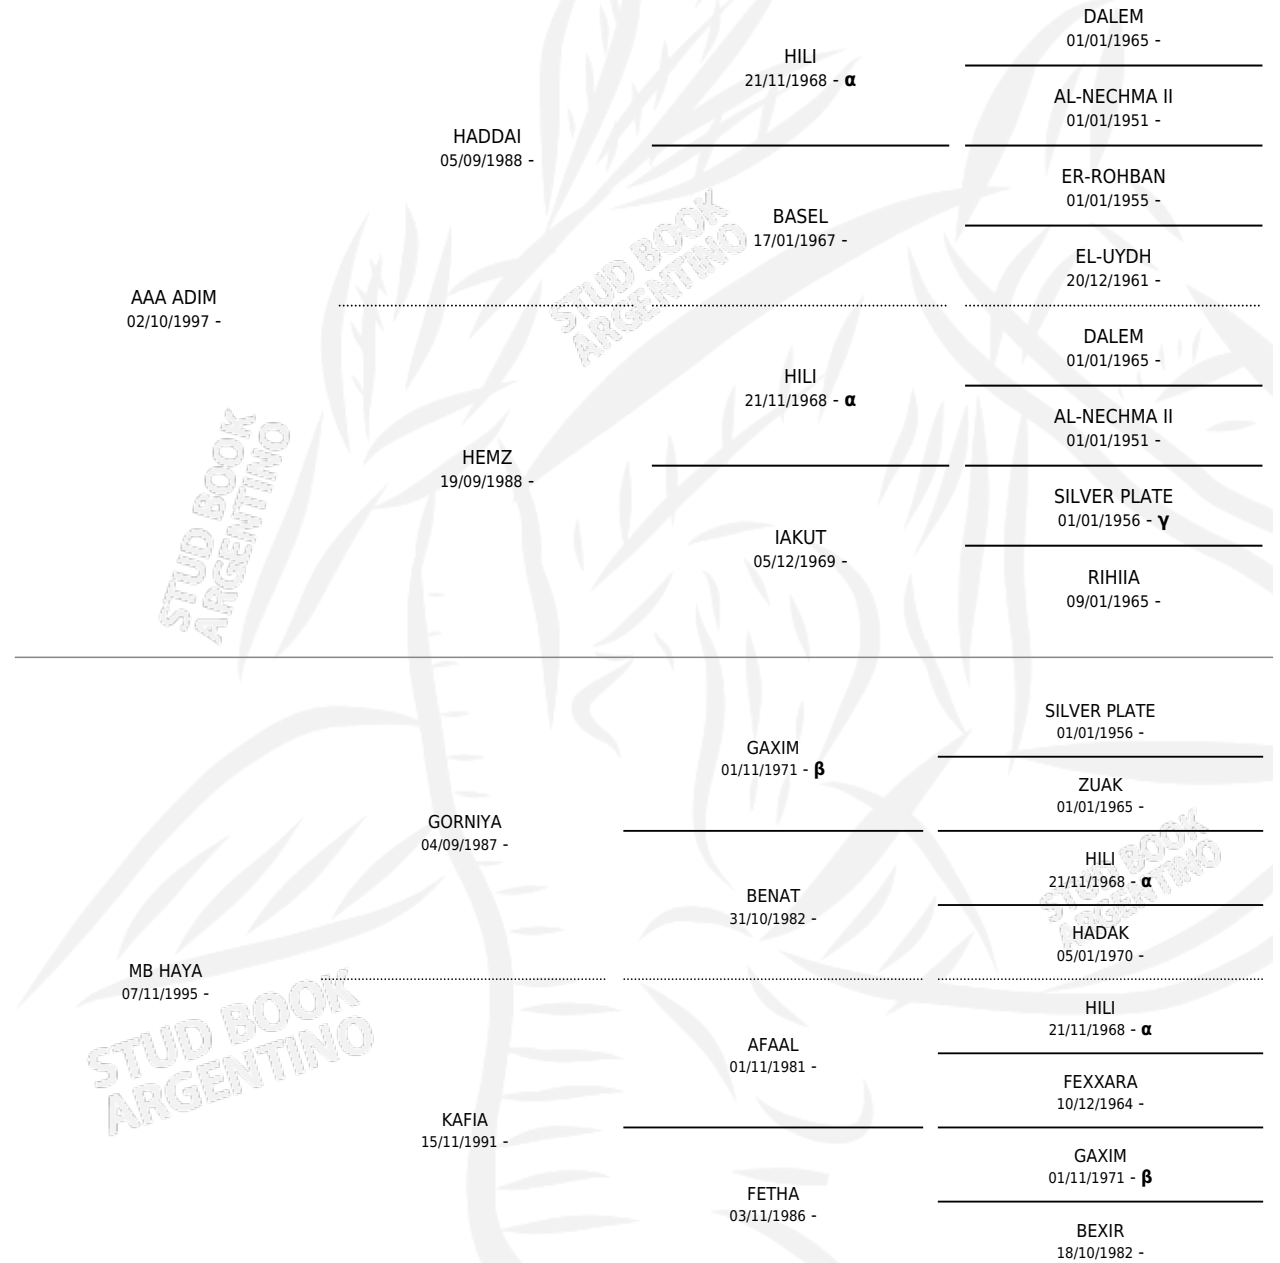 DALEM
01/01/1965 -
HILI
21/11/1968 - α
AL-NECHMA II
01/01/1951 -
HADDAI
05/09/1988 -
ER-ROHBAN
01/01/1955 -
BASEL
17/01/1967 -
EL-UYDH
20/12/1961 -
AAA ADIM
02/10/1997 -
DALEM
01/01/1965 -
HILI
21/11/1968 - α
AL-NECHMA II
01/01/1951 -
HEMZ
19/09/1988 -
SILVER PLATE
01/01/1956 - γ
IAKUT
05/12/1969 -
RIHIIA
09/01/1965 -
SILVER PLATE
01/01/1956 -
GAXIM
01/11/1971 - β
ZUAK
01/01/1965 -
GORNIYA
04/09/1987 -
HILI
21/11/1968 - α
BENAT
31/10/1982 -
HADAK
05/01/1970 -
MB HAYA
07/11/1995 -
HILI
21/11/1968 - α
AFAAL
01/11/1981 -
FEXXARA
10/12/1964 -
KAFIA
15/11/1991 -
GAXIM
01/11/1971 - β
FETHA
03/11/1986 -
BEXIR
18/10/1982 -
STUD BOOK
ARGENTINO
STUD BOOK
ARGENTINO
STUD BOOK
ARGENTINO
STUD BOOK
ARGENTINO